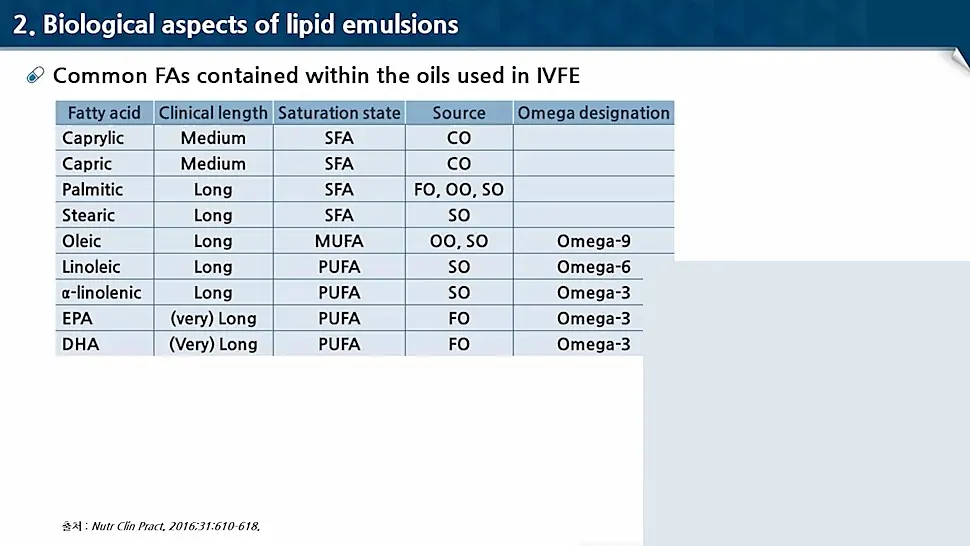 2. Biological aspects of lipid emulsions
Common FAs contained within the oils used in IVFE
Fatty acid Clinical length Saturation state Source Omega designation
Caprylic Medium SFA CO
Capric Medium SFA CO
Palmitic Long SFA FO, OO, SO
Stearic Long SFA SO
Oleic Long MUFA OO, SO Omega-9
Linoleic Long PUFA SO Omega-6
α-linolenic Long PUFA SO Omega-3
EPA (very) Long PUFA FO Omega-3
DHA (Very) Long PUFA FO Omega-3
출처 : Nutr Clin Pract. 2016;31:610-618.